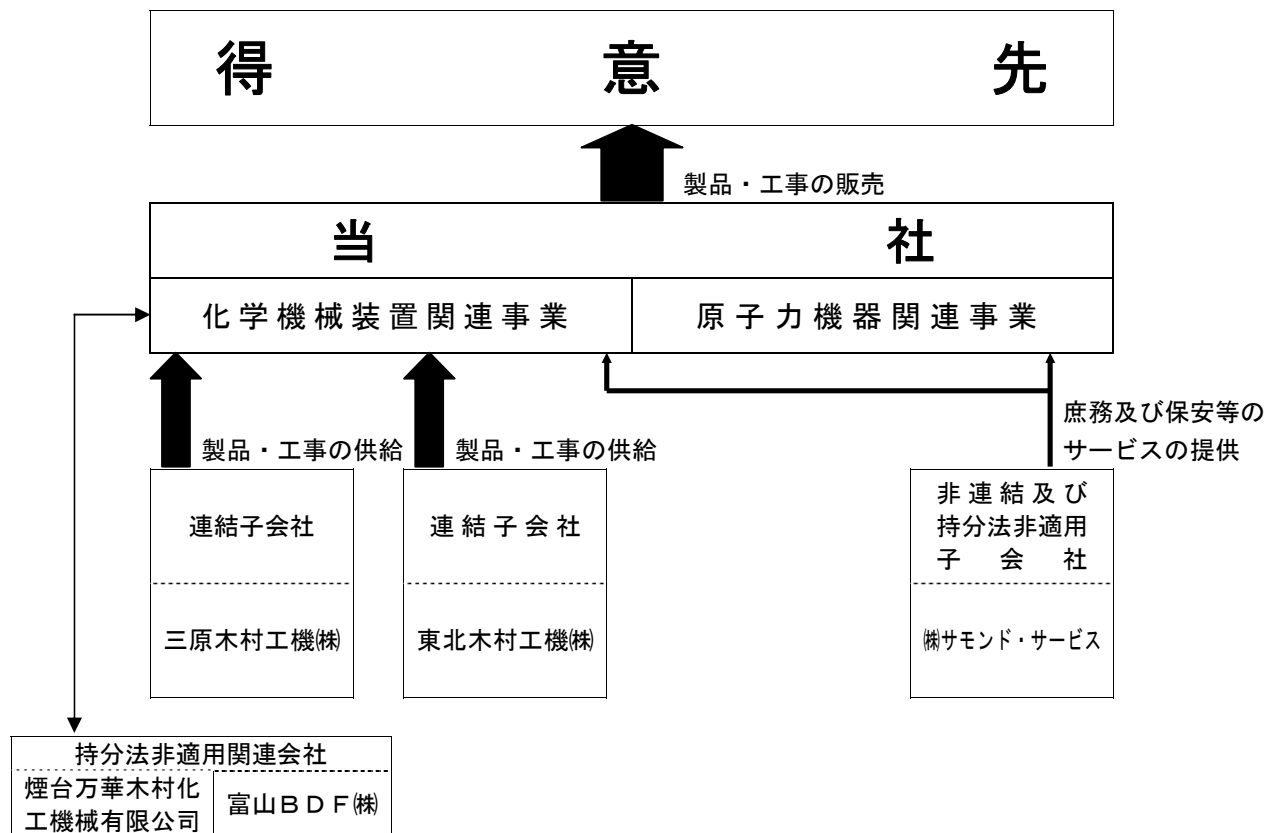 得意先
製品・工事の販売
当社
化学機械装置関連事業
原子力機器関連事業
庶務及び保安等の
サービスの提供
製品・工事の供給
製品・工事の供給
連結子会社
三原木村工機㈱
連結子会社
東北木村工機㈱
非連結及び
持分法非適用
子会社
㈱サモンド・サービス
持分法非適用関連会社
煙台万華木村化
工機械有限公司
富山ＢＤＦ㈱